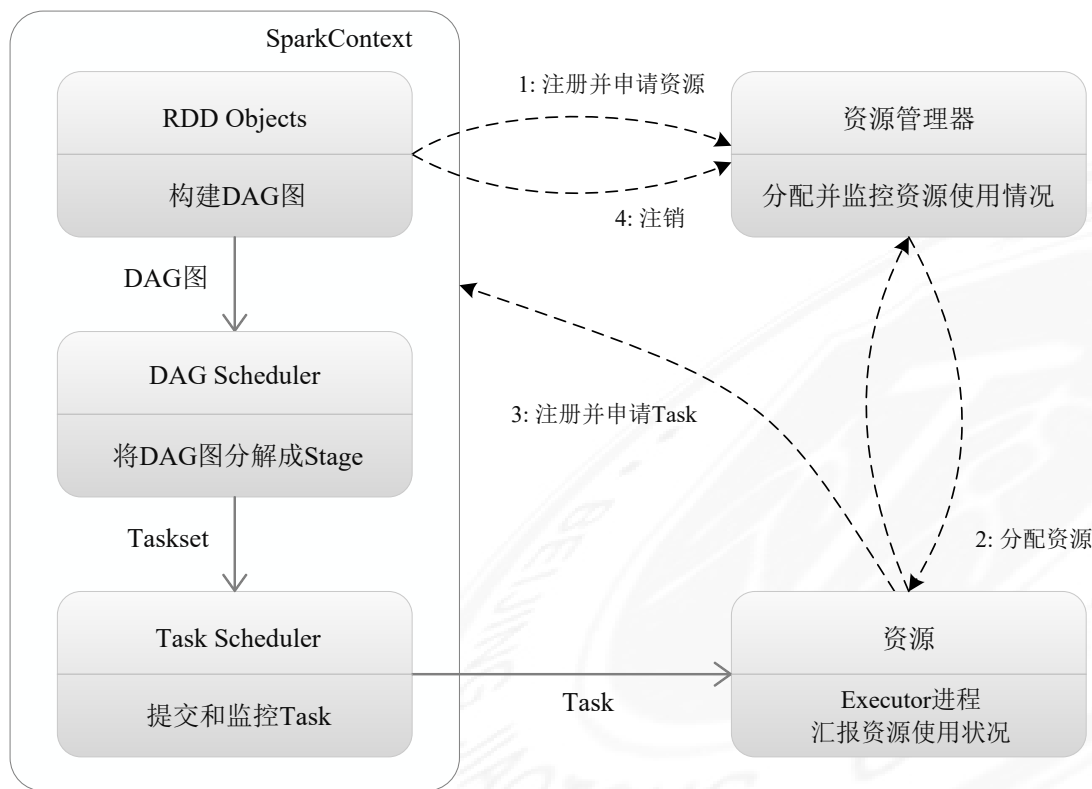 SparkContext
RDD Objects
构建DAG图
1: 注册并申请资源
4: 注销
资源管理器
分配并监控资源使用情况
DAG图
DAG Scheduler
将DAG图分解成Stage
3: 注册并申请Task
2: 分配资源
Taskset
Task Scheduler
提交和监控Task
Task
资源
Executor进程
汇报资源使用状况
BEIJING